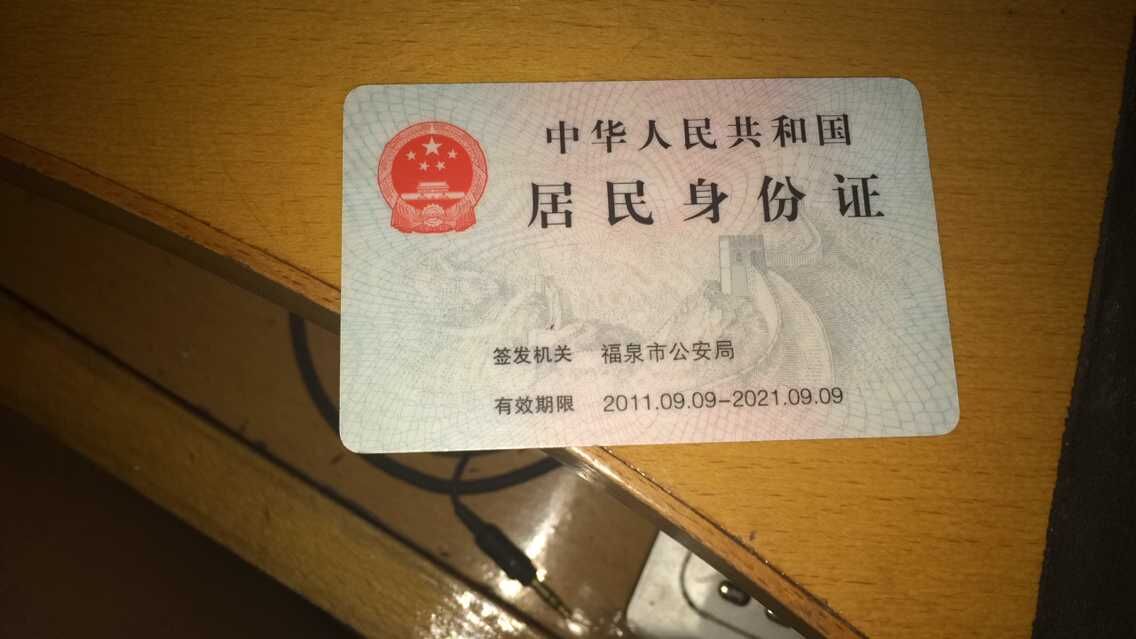 中华人民共和国
居民身份证
签发机关 福泉市公安局
有效期限 2011.09.09-2021.09.09